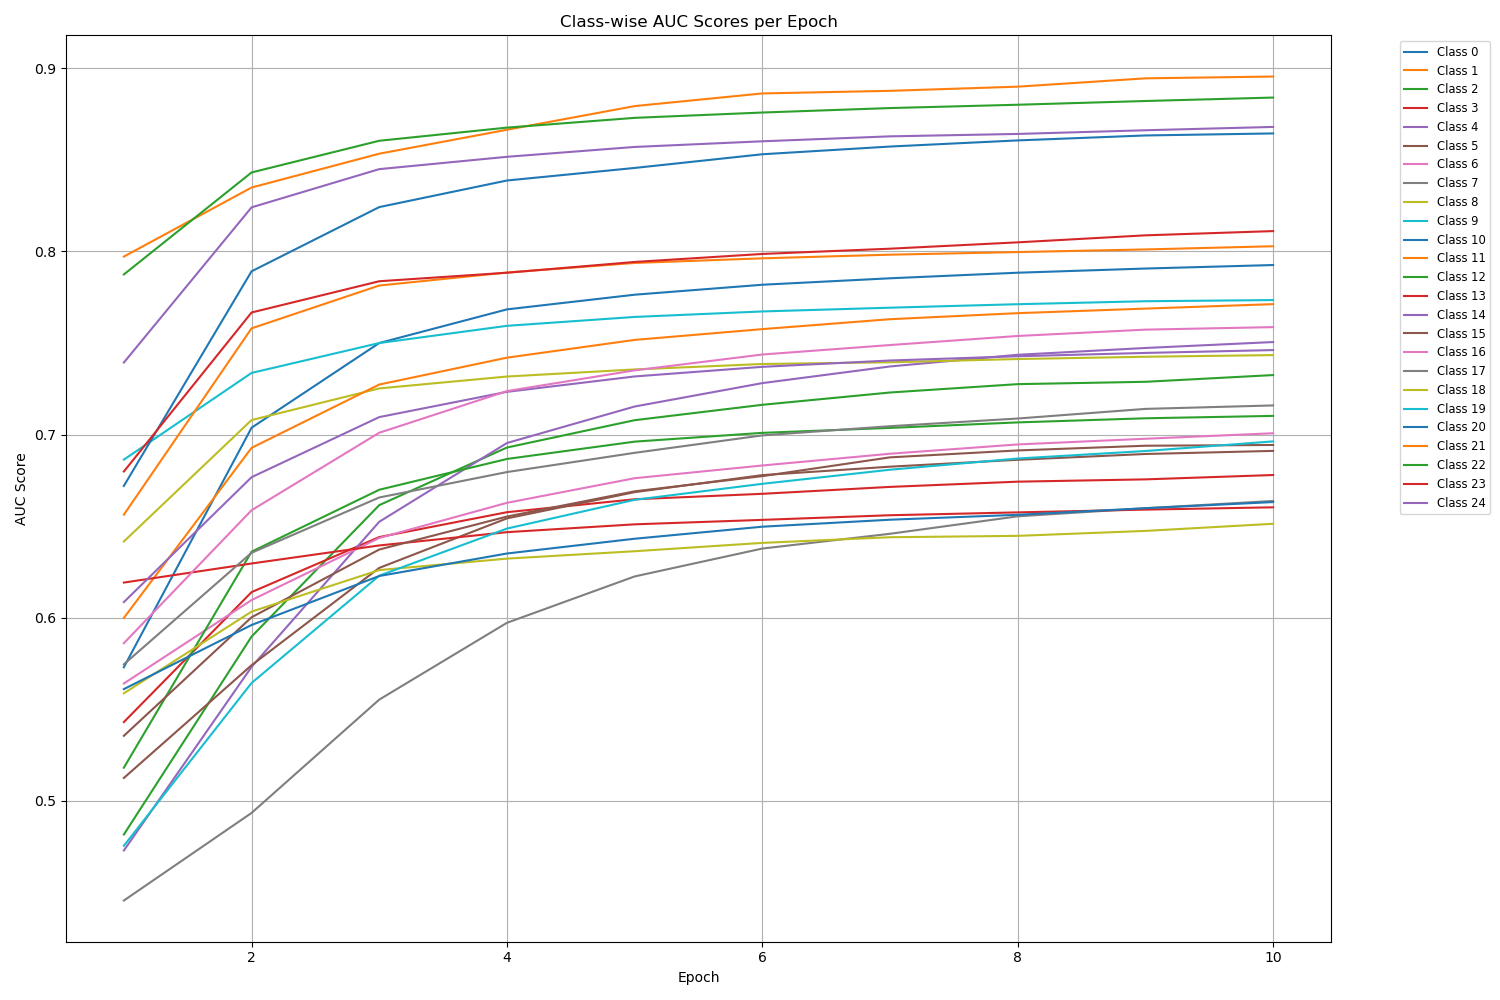 Class-wise AUC Scores per Epoch
0.9
0.8
0.7
0.6
0.5
AUC Score
2
4
6
8
10
Epoch
Class 0
Class 1
Class 2
Class 3
Class 4
Class 5
Class 6
Class 7
Class 8
Class 9
Class 10
Class 11
Class 12
Class 13
Class 14
Class 15
Class 16
Class 17
Class 18
Class 19
Class 20
Class 21
Class 22
Class 23
Class 24